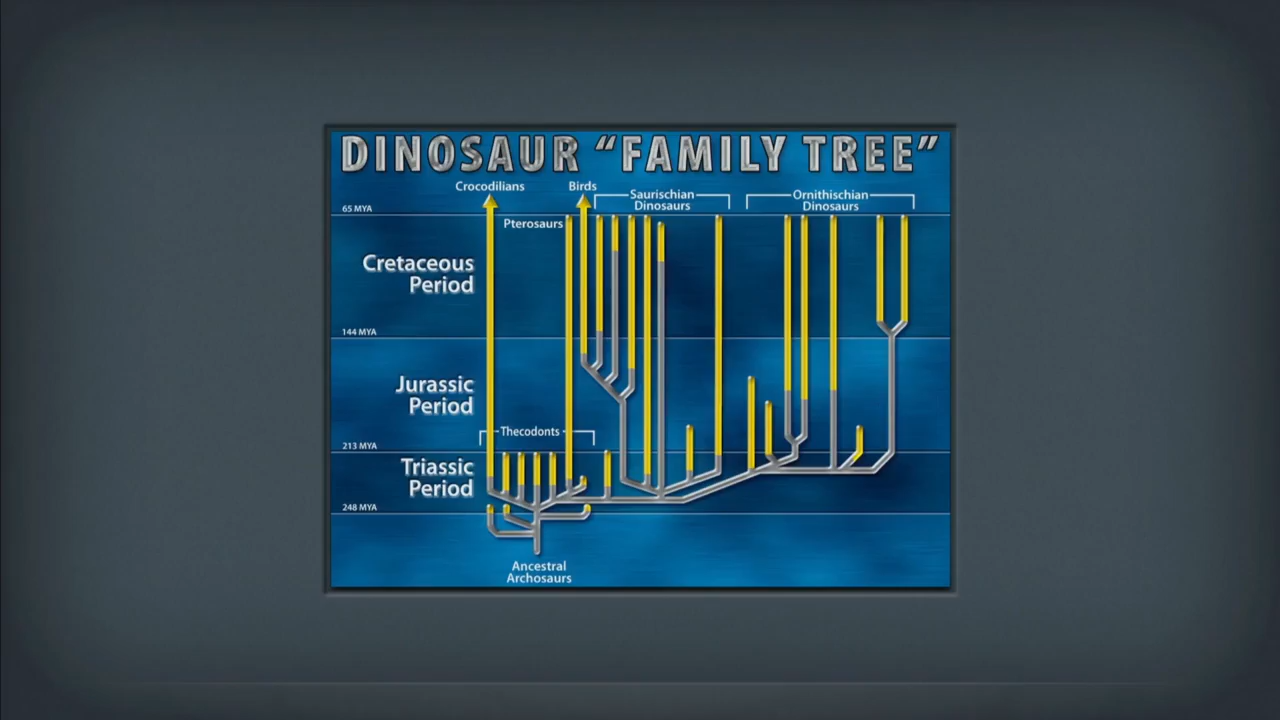 DINOSAUR “FAMILY TREE”
Crocodilians
Birds
Saurischian
Dinosaurs
Ornithischian
Dinosaurs
65 MYA
Pterosaurs
Cretaceous
Period
144 MYA
Jurassic
Period
Thecodonts
213 MYA
Triassic
Period
248 MYA
Ancestral
Archosaurs